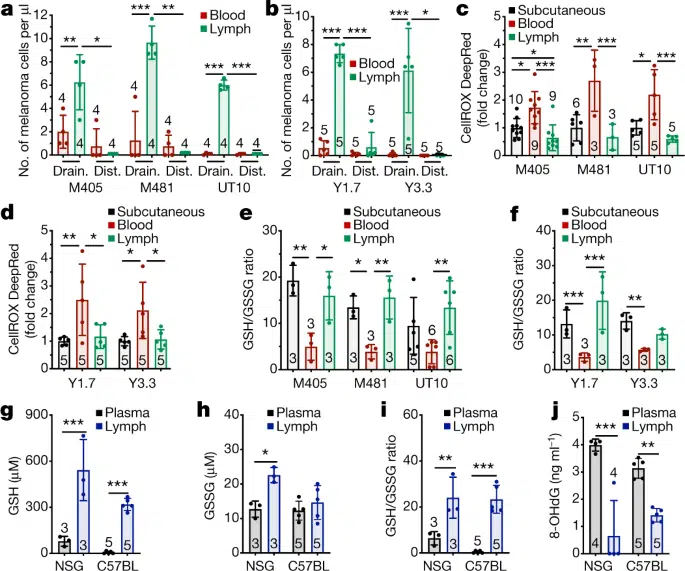 a
No. of melanoma cells per μl
Blood
Lymph
12
10
8
6
4
2
0
** * *** ** *** ***
4 4 4 4 4 4 4 4 4 4 4 4
Drain. Dist. Drain. Dist. Drain. Dist.
M405 M481 UT10
b
No. of melanoma cells per μl
12
10
8
6
4
2
0
*** *** *** *
Blood
Lymph
5 5 5 5 5 5 5 5
Drain. Dist. Drain. Dist.
Y1.7 Y3.3
c
CellROX DeepRed
(fold change)
Subcutaneous
Blood
Lymph
5
4
3
2
1
0
* * *** ** *** * ***
10 9 9 6 3 3 5 5 5
M405 M481 UT10
d
CellROX DeepRed
(fold change)
Subcutaneous
Blood
Lymph
5
4
3
2
1
0
** * * *
5 5 5 5 5 5
Y1.7 Y3.3
e
GSH/GSSG ratio
Subcutaneous
Blood
Lymph
30
20
10
0
** * * ** **
3 3 3 3 3 3 5 6 6
M405 M481 UT10
f
GSH/GSSG ratio
Subcutaneous
Blood
Lymph
40
30
20
10
0
*** *** **
3 3 3 3 3 3
Y1.7 Y3.3
g
GSH (μM)
Plasma
Lymph
900
600
300
0
*** ***
3 3 5 5
NSG C57BL
h
GSSG (μM)
Plasma
Lymph
40
30
20
10
0
*
3 3 5 5
NSG C57BL
i
GSH/GSSG ratio
Plasma
Lymph
60
40
20
0
** ***
3 3 5 5
NSG C57BL
j
8-OHdG (ng ml⁻¹)
Plasma
Lymph
5
4
3
2
1
0
*** **
4 4 5 5
NSG C57BL